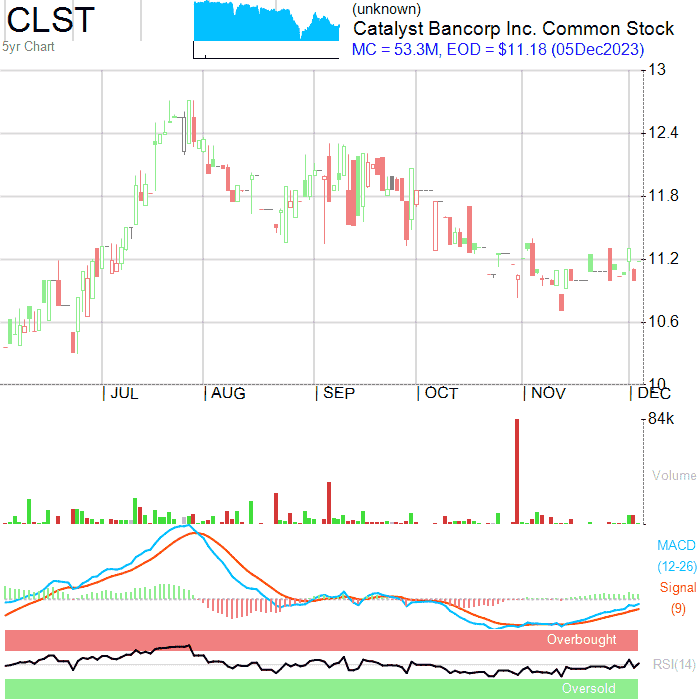 CLST
5yr Chart
(unknown)
Catalyst Bancorp Inc. Common Stock
MC = 53.3M, EOD = $11.18 (05Dec2023)
13
12.4
11.8
11.2
10.6
10
| JUL | AUG | SEP | OCT | NOV | DEC
84k
Volume
MACD
(12-26)
Signal
(9)
Overbought
RSI(14)
Oversold